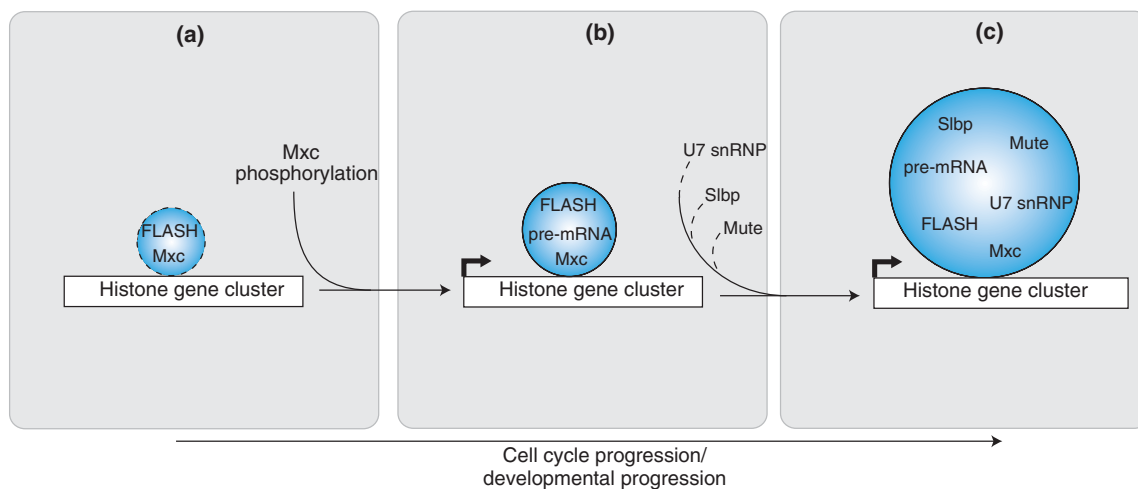 (a)
Mxc
phosphorylation
FLASH
Mxc
Histone gene cluster
(b)
U7 snRNP
Slbp
Mute
FLASH
pre-mRNA
Mxc
Histone gene cluster
(c)
Slbp
Mute
pre-mRNA
U7 snRNP
FLASH
Mxc
Histone gene cluster
Cell cycle progression/
developmental progression